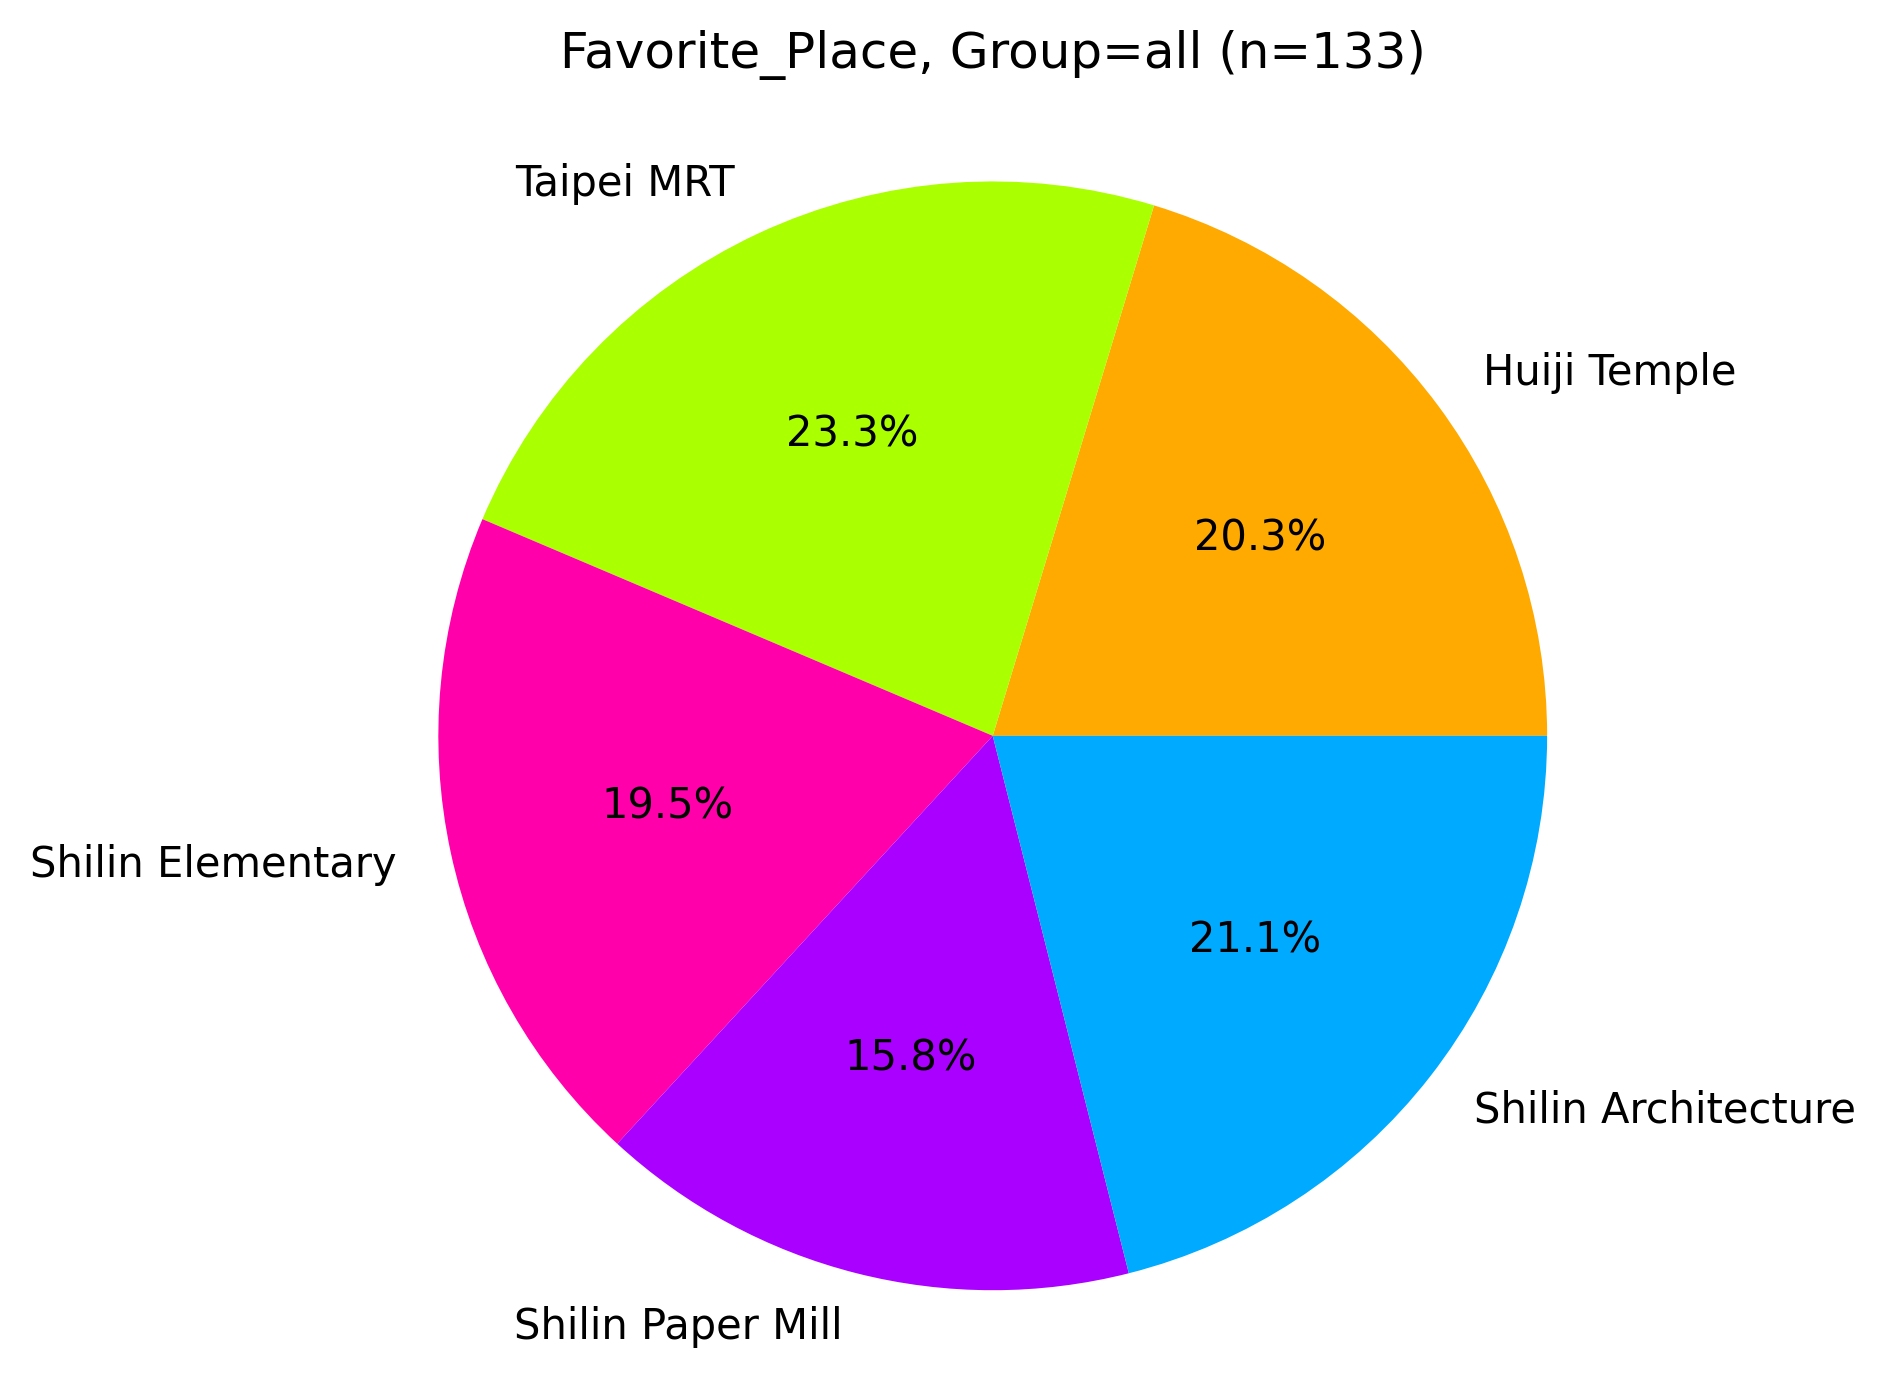 Favorite_Place, Group=all (n=133)
Taipei MRT
Huiji Temple
23.3%
20.3%
19.5%
Shilin Elementary
21.1%
15.8%
Shilin Architecture
Shilin Paper Mill